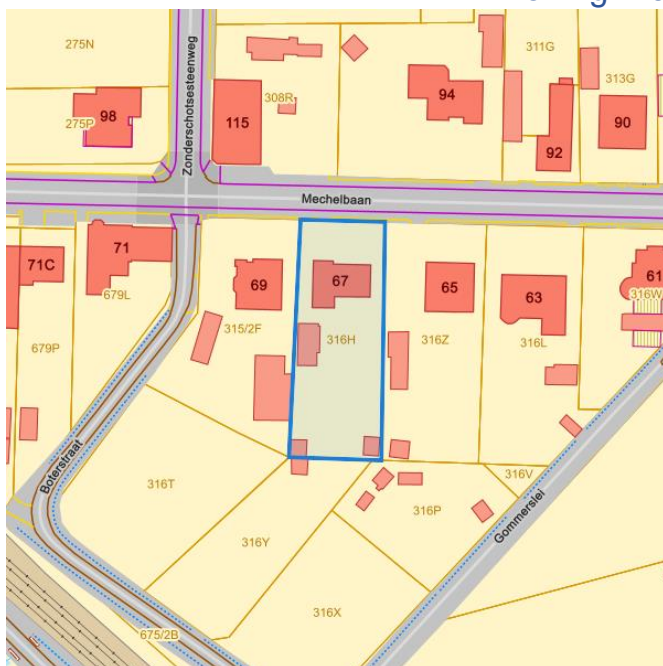 275N
Zonderschotsesteenweg
311G
313G
94
98
115
308R
275P
92
90
Mechelbaan
71
71C
679L
69
67
65
63
61
316W
315/2F
316H
316Z
316L
679P
Boterstraat
316T
316V
316P
Gommerslei
316Y
316X
675/2B